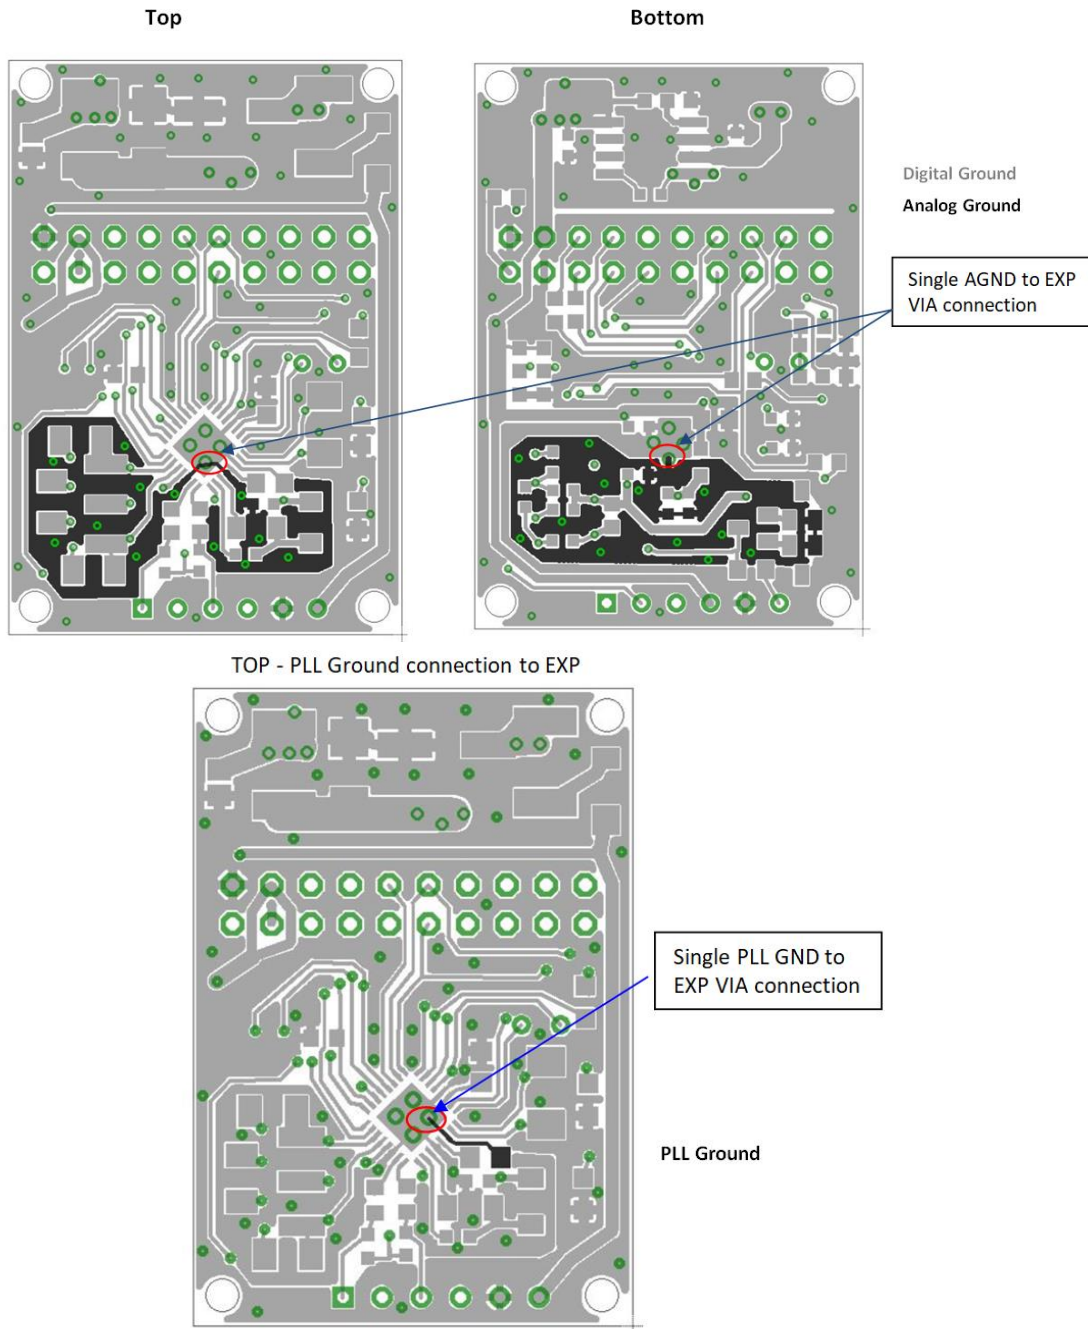 Top
Bottom
Digital Ground
Analog Ground
Single AGND to EXP
VIA connection
TOP - PLL Ground connection to EXP
Single PLL GND to
EXP VIA connection
PLL Ground